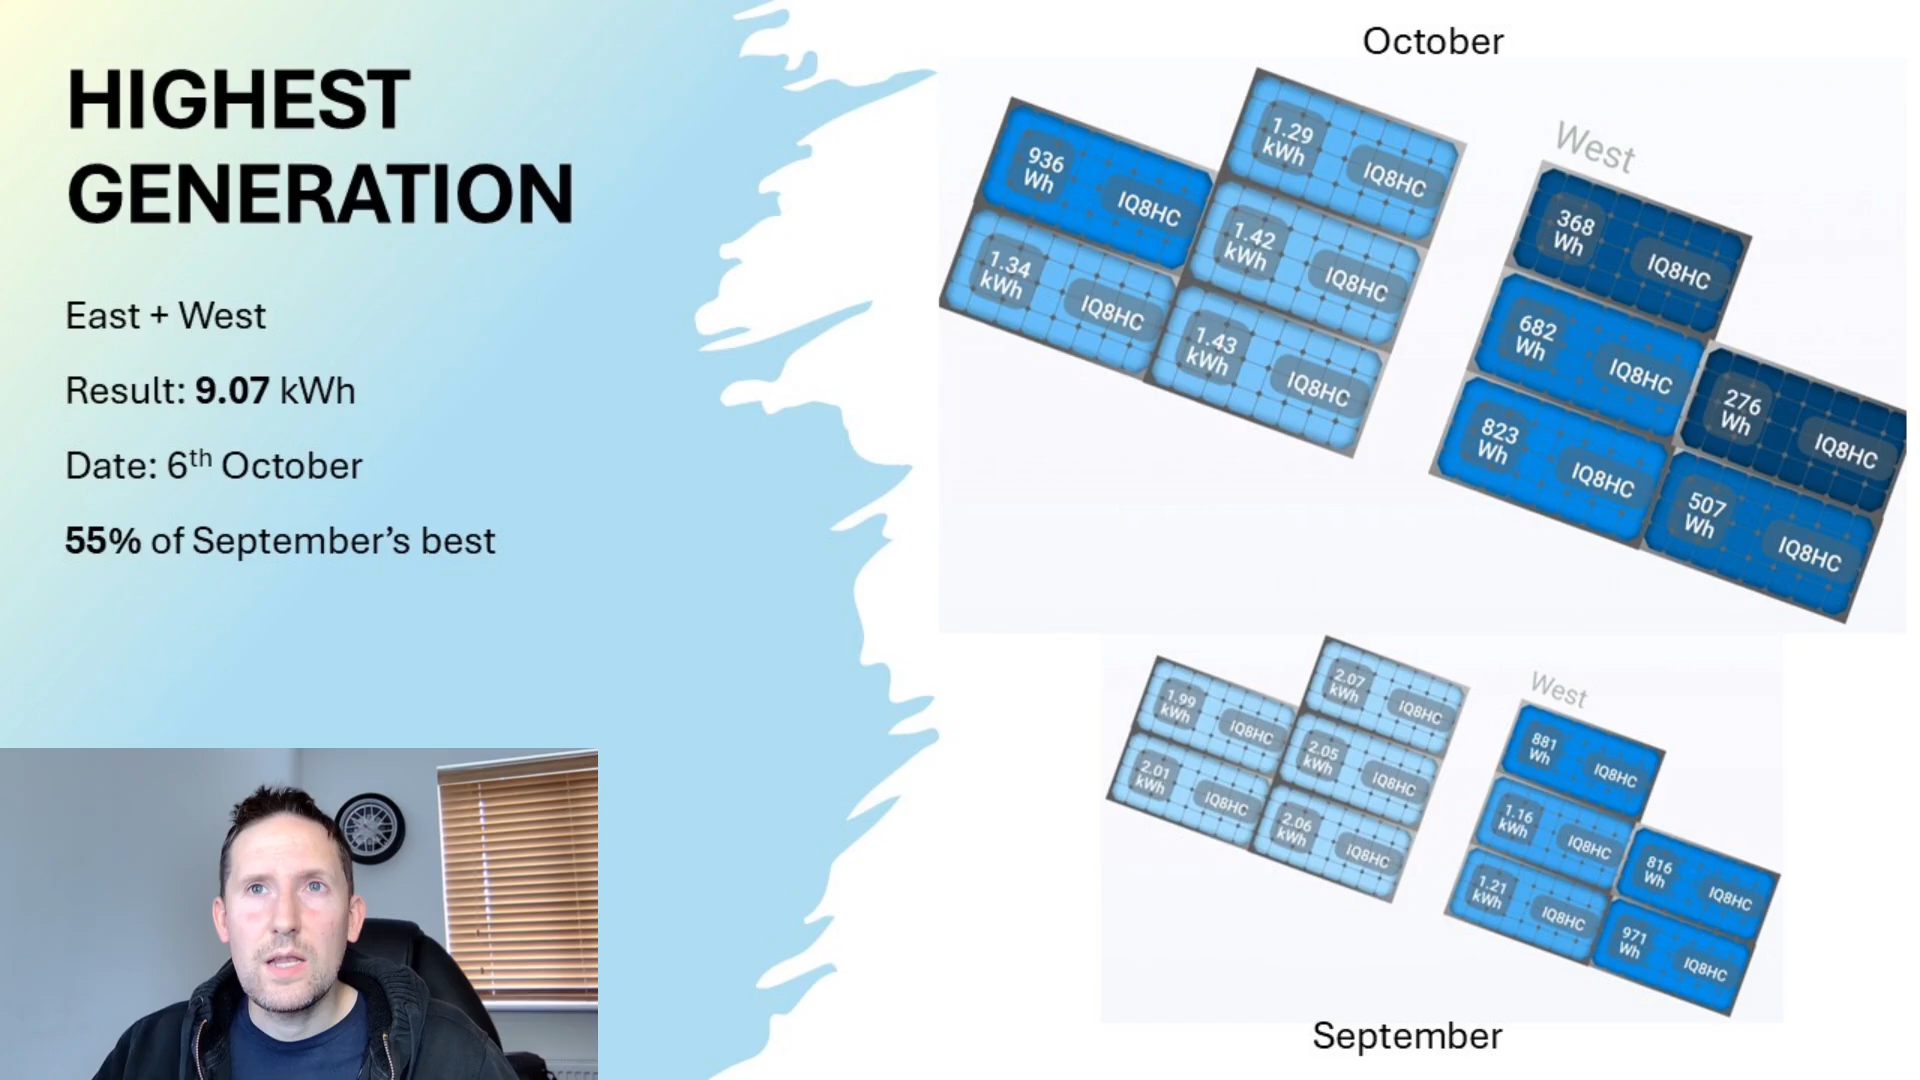 HIGHEST
GENERATION
East + West
Result: 9.07 kWh
Date: 6th October
55% of September's best
October
936
Wh
IQ8HC
1.34
kWh
IQ8HC
1.29
kWh
IQ8HC
1.42
kWh
IQ8HC
1.43
kWh
IQ8HC
West
368
Wh
IQ8HC
682
Wh
IQ8HC
823
Wh
IQ8HC
276
Wh
IQ8HC
507
Wh
IQ8HC
1.99
kWh
IQ8HC
2.01
kWh
IQ8HC
2.07
kWh
IQ8HC
2.05
kWh
IQ8HC
2.06
kWh
IQ8HC
West
881
Wh
IQ8HC
1.16
kWh
IQ8HC
1.21
kWh
IQ8HC
816
Wh
IQ8HC
971
Wh
IQ8HC
September